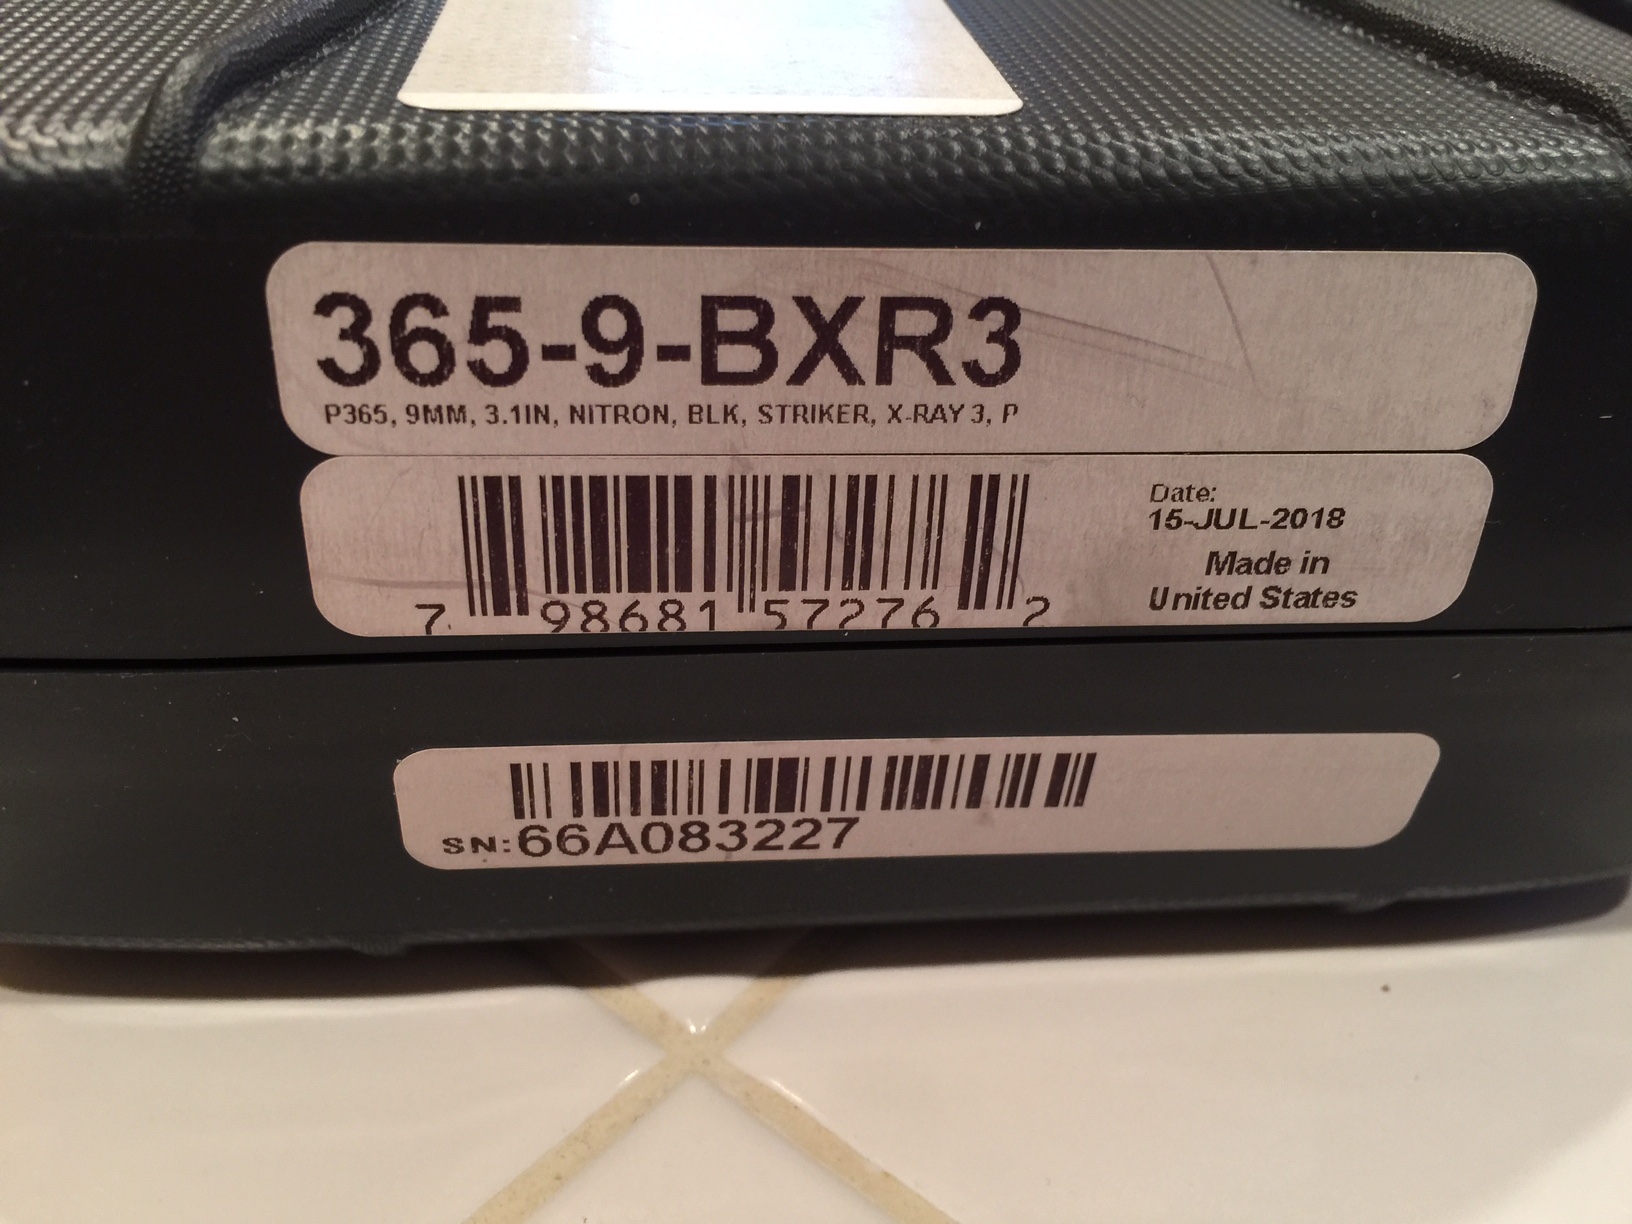 365-9-BXR3
P365, 9MM, 3.1IN, NITRON, BLK, STRIKER, X-RAY 3, P
7 98681 57276 2
Date:
15-JUL-2018
Made in
United States
SN:66A083227